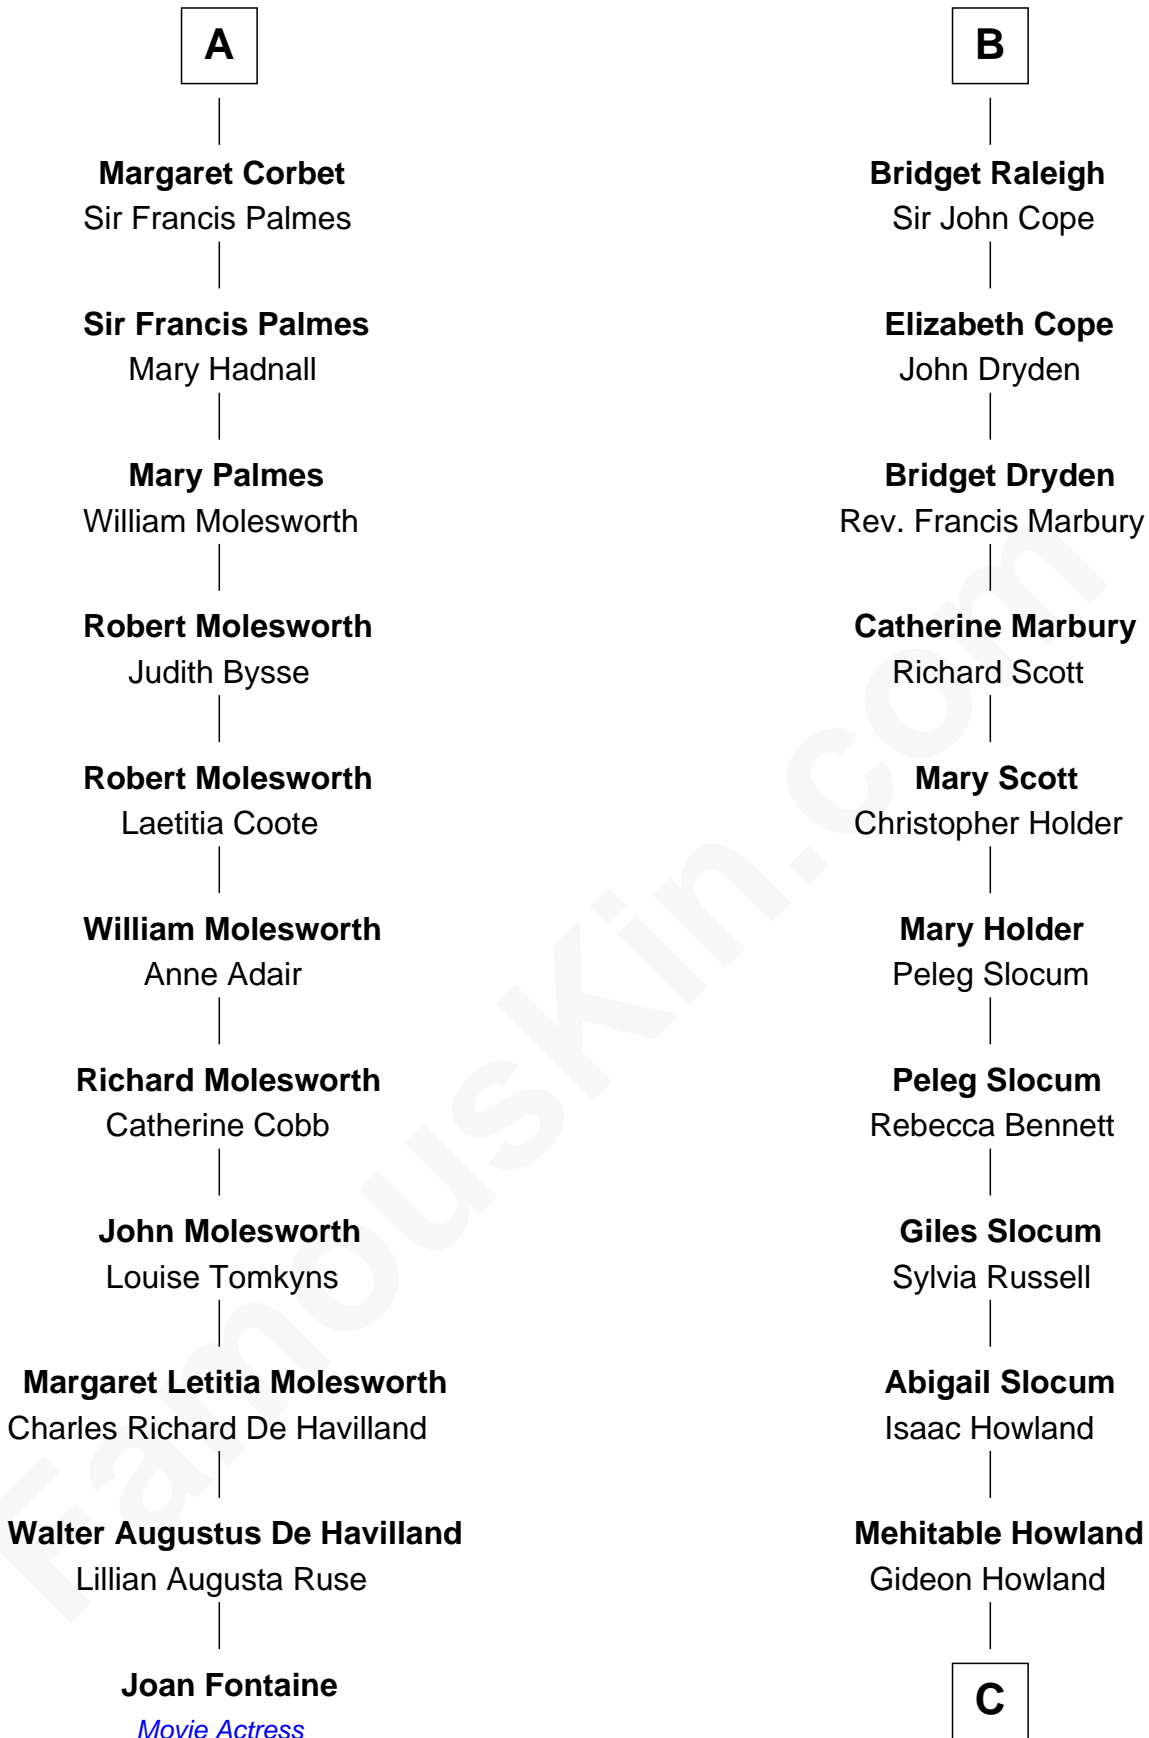 A
Margaret Corbet
Sir Francis Palmes
Sir Francis Palmes
Mary Hadnall
Mary Palmes
William Molesworth
Robert Molesworth
Judith Bysse
Robert Molesworth
Laetitia Coote
William Molesworth
Anne Adair
Richard Molesworth
Catherine Cobb
John Molesworth
Louise Tomkyns
Margaret Letitia Molesworth
Charles Richard De Havilland
Walter Augustus De Havilland
Lillian Augusta Ruse
Joan Fontaine
Movie Actress
B
Bridget Raleigh
Sir John Cope
Elizabeth Cope
John Dryden
Bridget Dryden
Rev. Francis Marbury
Catherine Marbury
Richard Scott
Mary Scott
Christopher Holder
Mary Holder
Peleg Slocum
Peleg Slocum
Rebecca Bennett
Giles Slocum
Sylvia Russell
Abigail Slocum
Isaac Howland
Mehitable Howland
Gideon Howland
C
FamousKin.com